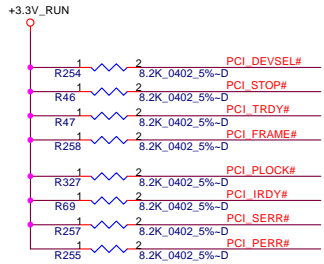 +3.3V_RUN
1 2 PCI_DEVSEL#
R254 8.2K_0402_5%~D
1 2 PCI_STOP#
R46 8.2K_0402_5%~D
1 2 PCI_TRDY#
R47 8.2K_0402_5%~D
1 2 PCI_FRAME#
R258 8.2K_0402_5%~D
1 2 PCI_PLOCK#
R327 8.2K_0402_5%~D
1 2 PCI_IRDY#
R69 8.2K_0402_5%~D
1 2 PCI_SERR#
R257 8.2K_0402_5%~D
1 2 PCI_PERR#
R255 8.2K_0402_5%~D